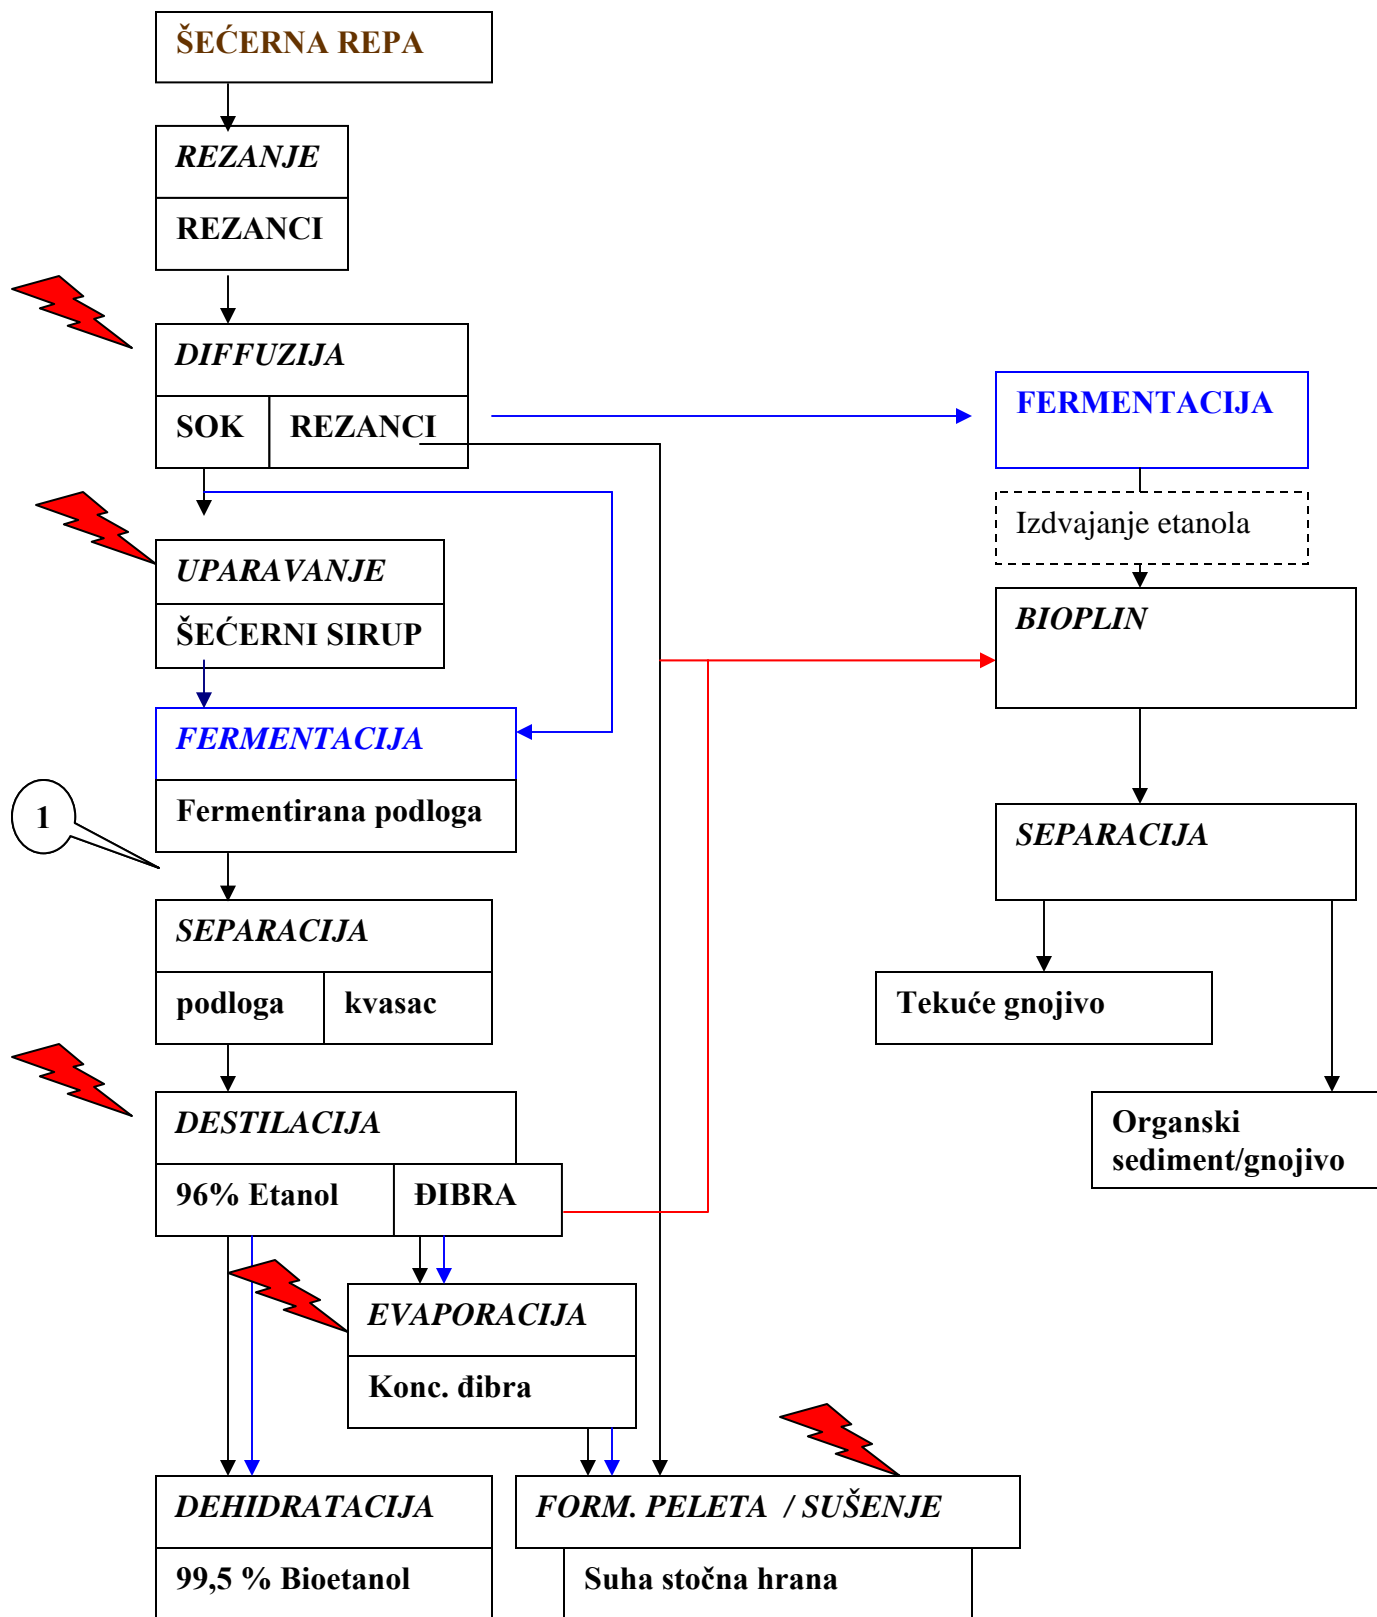 ŠEĆERNA REPA
REZANJE
REZANCI
DIFFUZIJA
SOK
REZANCI
UPARAVANJE
ŠEĆERNI SIRUP
FERMENTACIJA
Fermentirana podloga
1
SEPARACIJA
podloga
kvasac
DESTILACIJA
96% Etanol
ĐIBRA
EVAPORACIJA
Konc. đibra
DEHIDRATACIJA
99,5 % Bioetanol
FORM. PELETA / SUŠENJE
Suha stočna hrana
FERMENTACIJA
Izdvajanje etanola
BIOPLIN
SEPARACIJA
Tekuće gnojivo
Organski
sediment/gnojivo